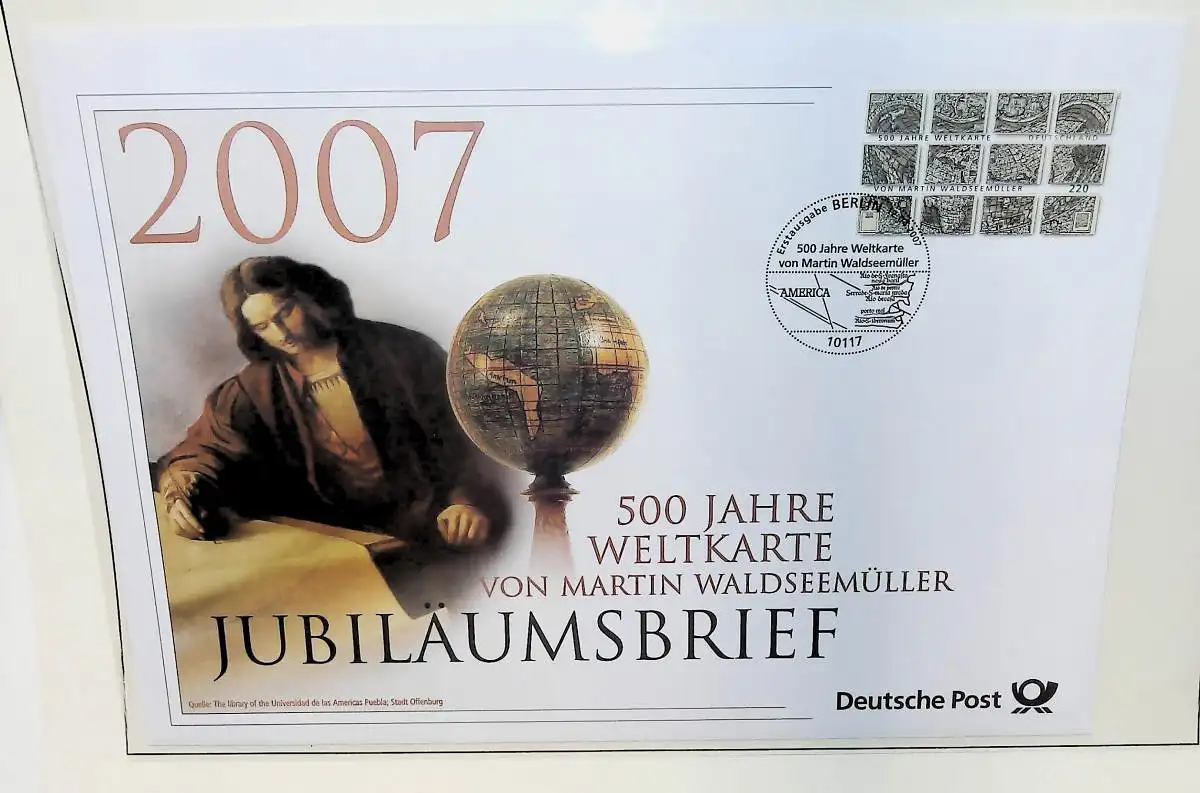 2007
500 JAHRE WELTKARTE DEUTSCHLAND
VON MARTIN WALDSEEMÜLLER 220
Erstausgabe BERLIN
500 Jahre Weltkarte
von Martin Waldseemüller
AMERICA
porto real
10117
500 JAHRE
WELTKARTE
VON MARTIN WALDSEEMÜLLER
JUBILÄUMSBRIEF
Quelle: The library of the Universidad de las Americas Puebla; Stadt Offenburg
Deutsche Post